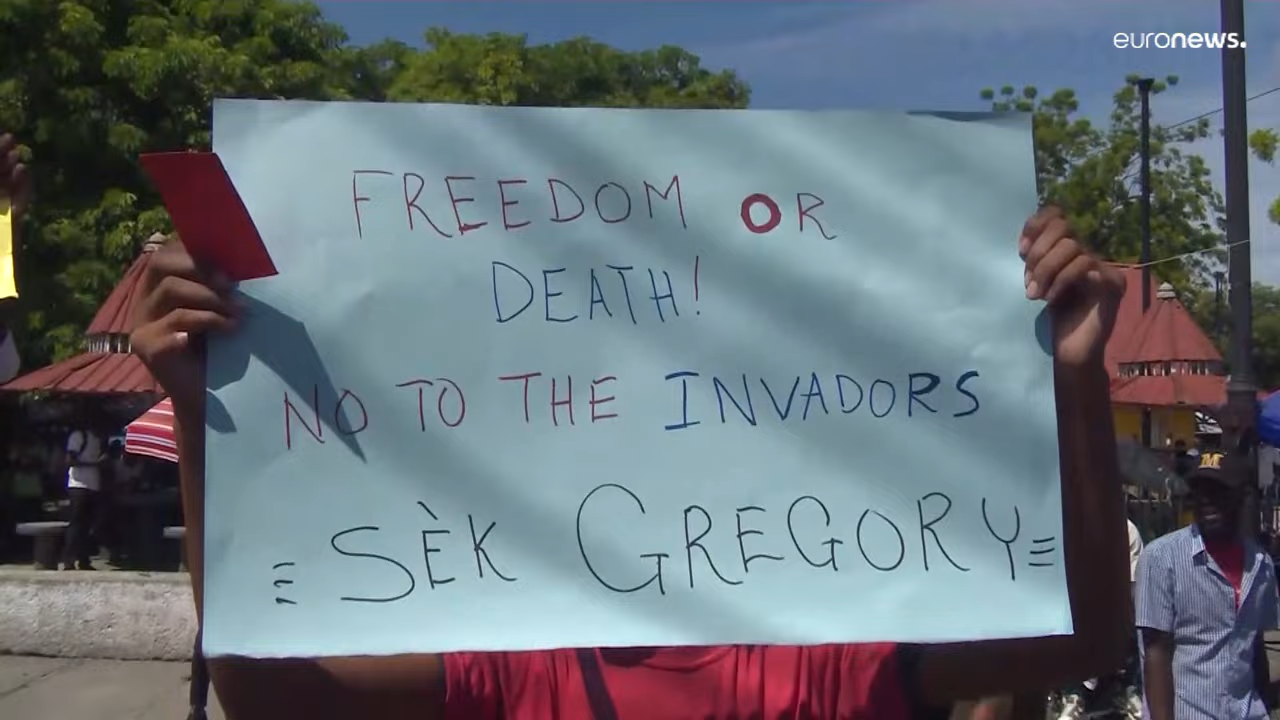 euronews.
FREEDOM OR
DEATH!
NO TO THE INVADORS
SÈK GREGORY
M